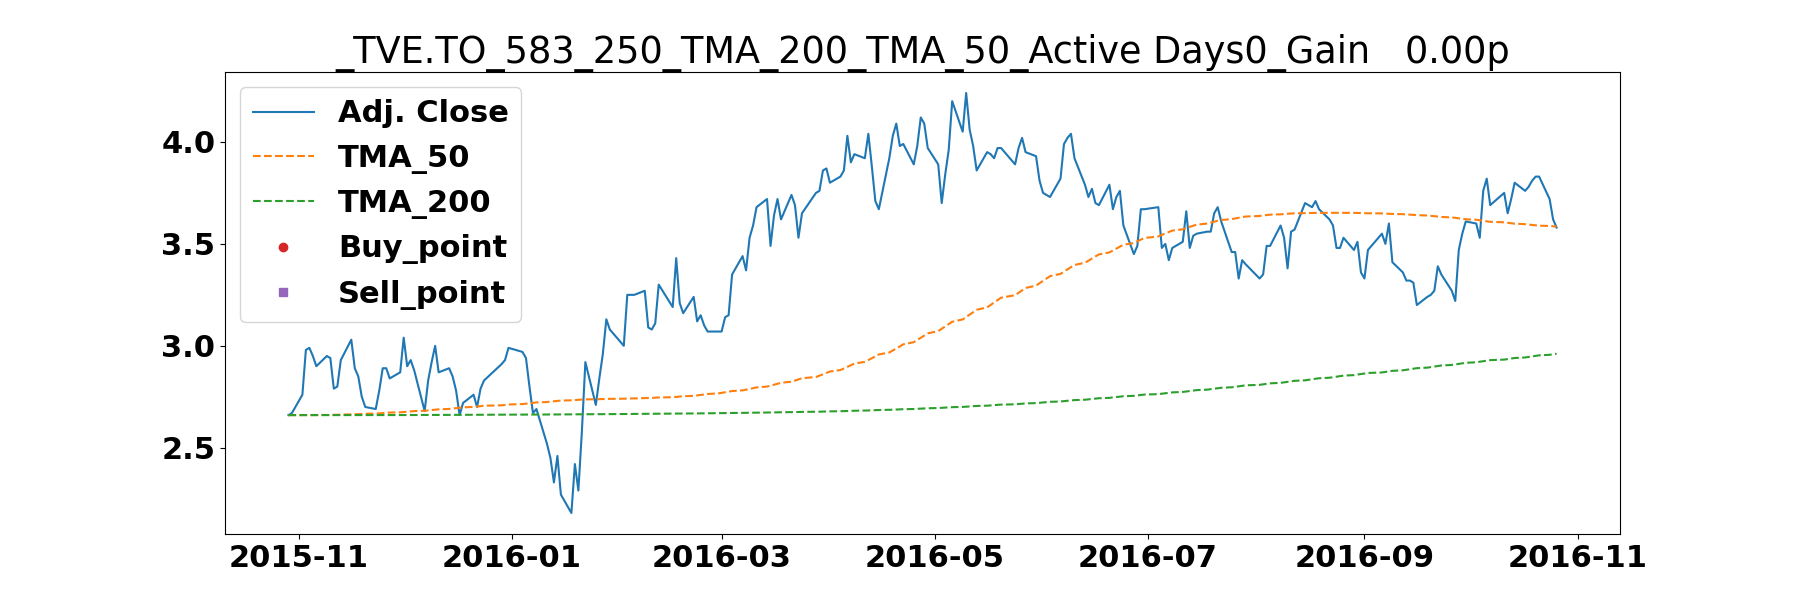 _TVE.TO_583_250_TMA_200_TMA_50_Active Days0_Gain   0.00p
Adj. Close
TMA_50
TMA_200
Buy_point
Sell_point
4.0
3.5
3.0
2.5
2015-11 2016-01 2016-03 2016-05 2016-07 2016-09 2016-11